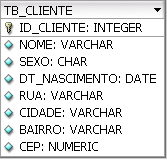 TB_CLIENTE
ID_CLIENTE: INTEGER
NOME: VARCHAR
SEXO: CHAR
DT_NASCIMENTO: DATE
RUA: VARCHAR
CIDADE: VARCHAR
BAIRRO: VARCHAR
CEP: NUMERIC